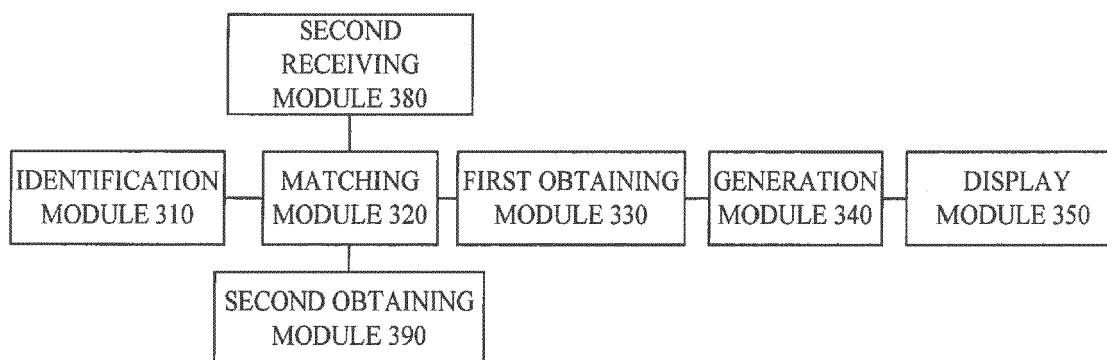 SECOND
RECEIVING
MODULE 380
IDENTIFICATION
MODULE 310
MATCHING
MODULE 320
FIRST OBTAINING
MODULE 330
GENERATION
MODULE 340
DISPLAY
MODULE 350
SECOND OBTAINING
MODULE 390